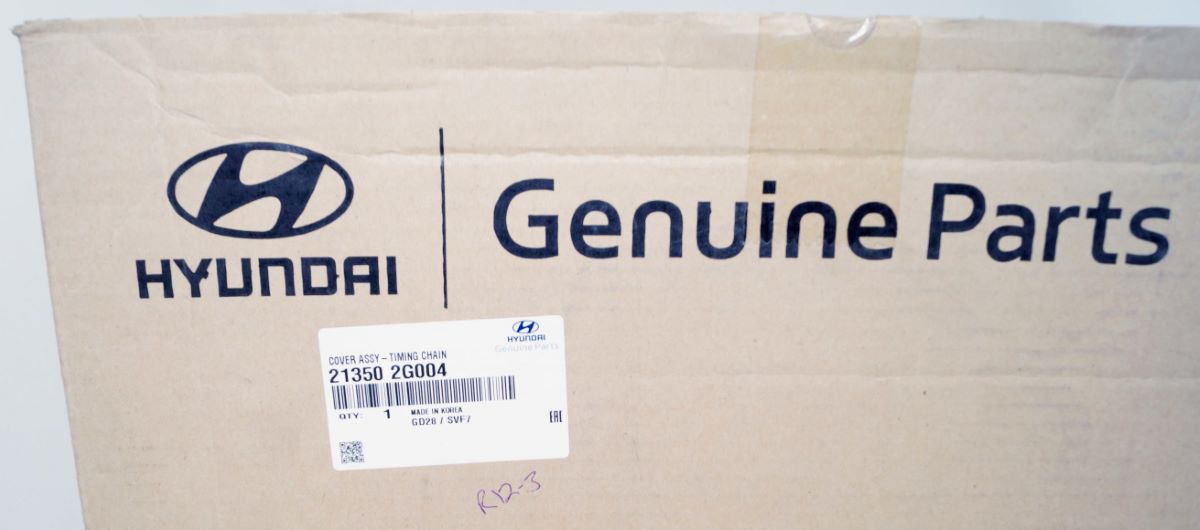 HYUNDAI
Genuine Parts
HYUNDAI
Genuine Parts
COVER ASSY - TIMING CHAIN
21350 2G004
QTY: 1 MADE IN KOREA
GD28 / SVF7
EAC
R12-3